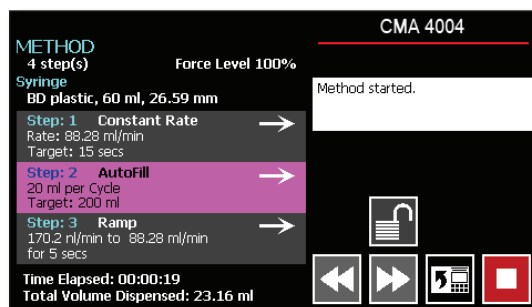 METHOD
4 step(s) Force Level 100%
Syringe
BD plastic, 60 ml, 26.59 mm
Step: 1 Constant Rate
Rate: 88.28 ml/min
Target: 15 secs
Step: 2 AutoFill
20 ml per Cycle
Target: 200 ml
Step: 3 Ramp
170.2 nl/min to 88.28 ml/min
for 5 secs
Time Elapsed: 00:00:19
Total Volume Dispensed: 23.16 ml
CMA 4004
Method started.
5